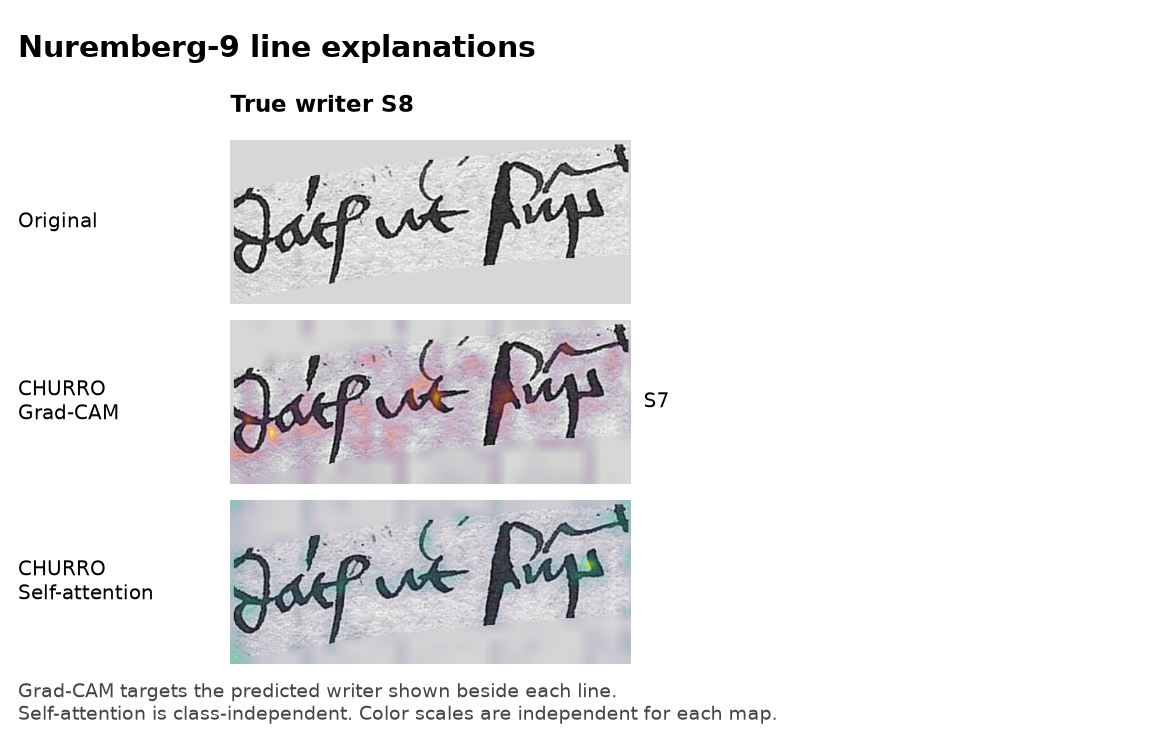 Nuremberg-9 line explanations
True writer S8
Original
CHURRO
Grad-CAM
S7
CHURRO
Self-attention
Grad-CAM targets the predicted writer shown beside each line.
Self-attention is class-independent. Color scales are independent for each map.